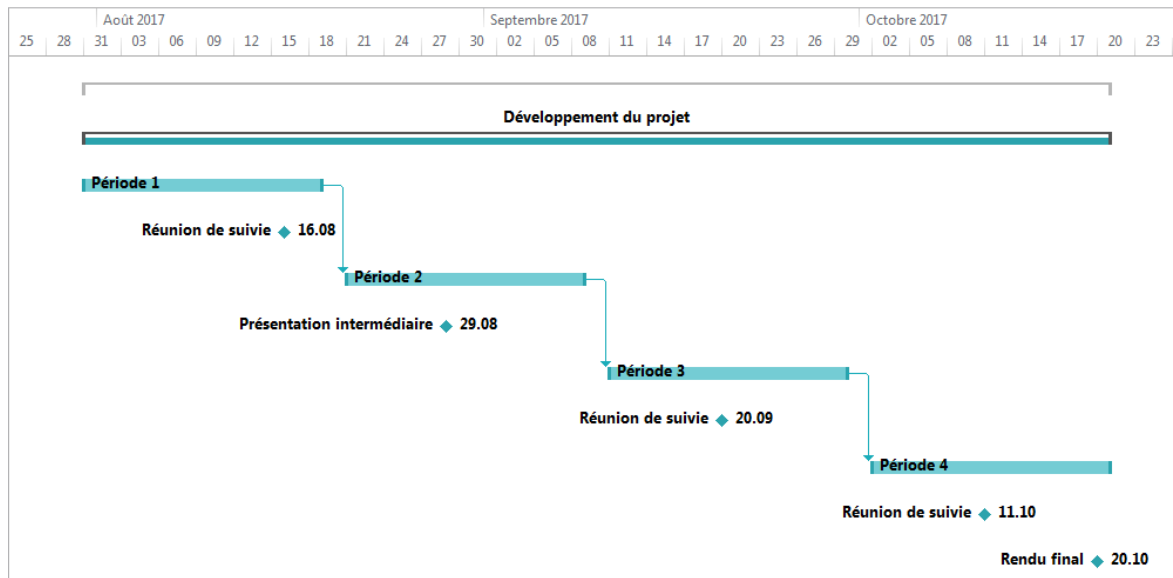 Août 2017 Septembre 2017 Octobre 2017
25 28 31 03 06 09 12 15 18 21 24 27 30 02 05 08 11 14 17 20 23 26 29 02 05 08 11 14 17 20 23
Développement du projet
Période 1
Réunion de suivie 16.08
Période 2
Présentation intermédiaire 29.08
Période 3
Réunion de suivie 20.09
Période 4
Réunion de suivie 11.10
Rendu final 20.10